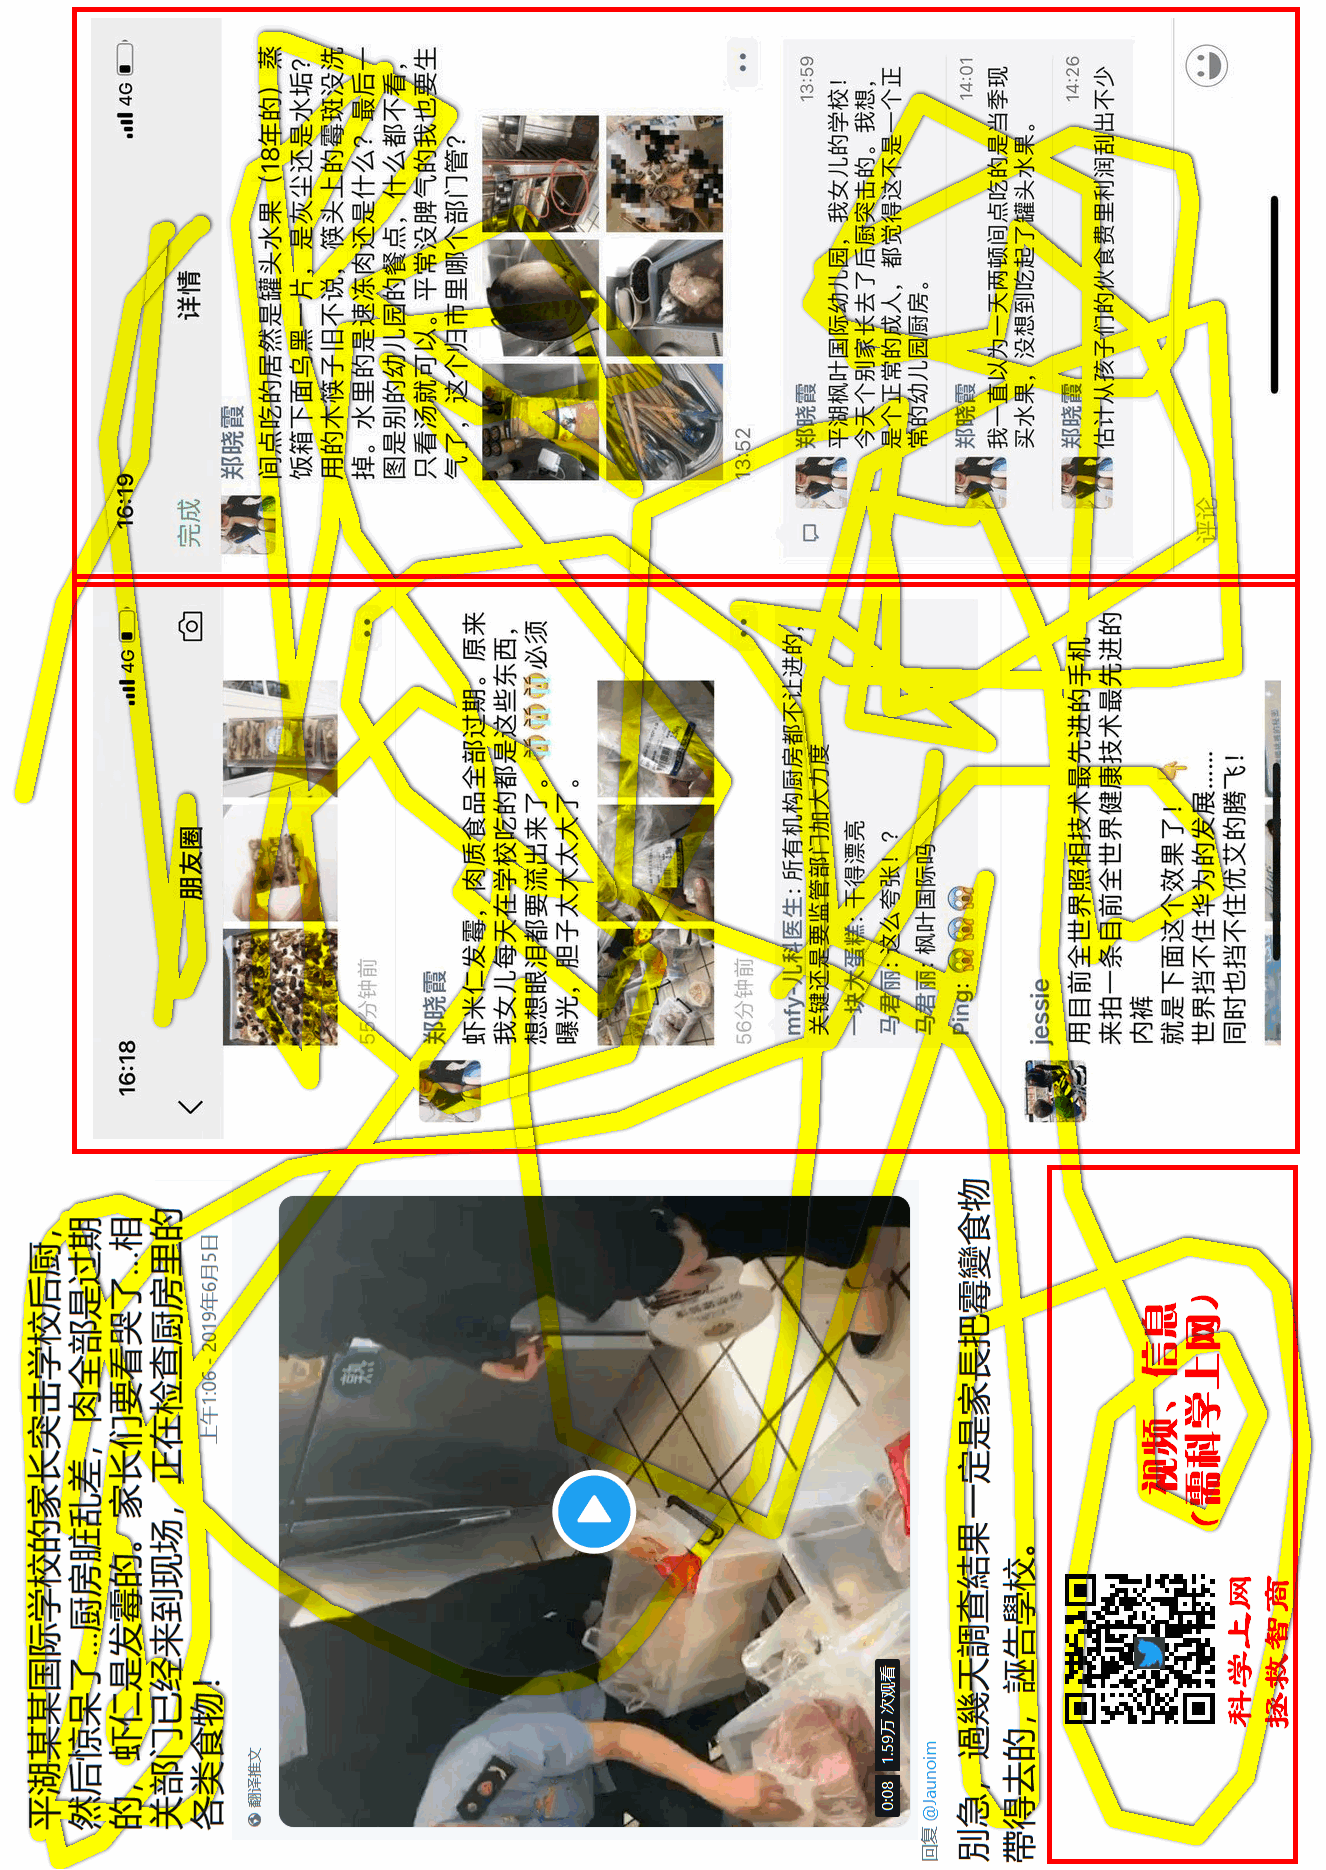 平湖某某国际学校的家长突击学校后厨，
然后惊呆了...厨房脏乱差，肉全部是过期
的，虾仁是发霉的。家长们要看哭了...相
关部门已经来到现场，正在检查厨房里的
各类食物！
上午1:06 - 2019年6月5日
翻译推文
熟
0:08
1.59万 次观看
回复 @Jaunoim
別急，過幾天調查結果一定是家長把霉變食物
帶得去的，誣告學校。
视频、信息
(需科学上网)
科学上网
拯救智商
16:18
4G
朋友圈
55分钟前
郑晓霞
虾米仁发霉，肉质食品全部过期。原来
我女儿每天在学校吃的都是这些东西，
想想眼泪都要流出来了。😭😭😭必须
曝光，胆子太太太大了。
56分钟前
mfy-儿科医生：所有机构厨房都不让进的，
关键还是要监管部门加大力度
一块大蛋糕：干得漂亮
马君丽：这么夸张！？
马君丽：枫叶国际吗
Ping：😱😱😱😱
jessie
用目前全世界照相技术最先进的手机
来拍一条目前全世界健康技术最先进的
内裤
就是下面这个效果了！👇
世界挡不住华为的发展……
同时也挡不住优艾的腾飞！
16:19
4G
完成
详情
郑晓霞
间点吃的居然是罐头水果（18年的）蒸
饭箱下面乌黑一片，是灰尘还是水垢？
用的木筷子旧不说，筷头上的霉斑没洗
掉。水里的是速冻肉还是什么？最后一
图是别的幼儿园的餐点，什么都不看，
只看汤就可以。平常没脾气的我也要生
气了，这个归市里哪个部门管？
13:52
郑晓霞
13:59
平湖枫叶国际幼儿园，我女儿的学校！
今天个别家长去了后厨突击的。我想，
是个正常的成人，都觉得这不是一个正
常的幼儿园厨房。
郑晓霞
14:01
我一直以为一天两顿间点吃的是当季现
买水果，没想到吃起了罐头水果。
郑晓霞
14:26
估计从孩子们的伙食费里利润刮出不少
评论